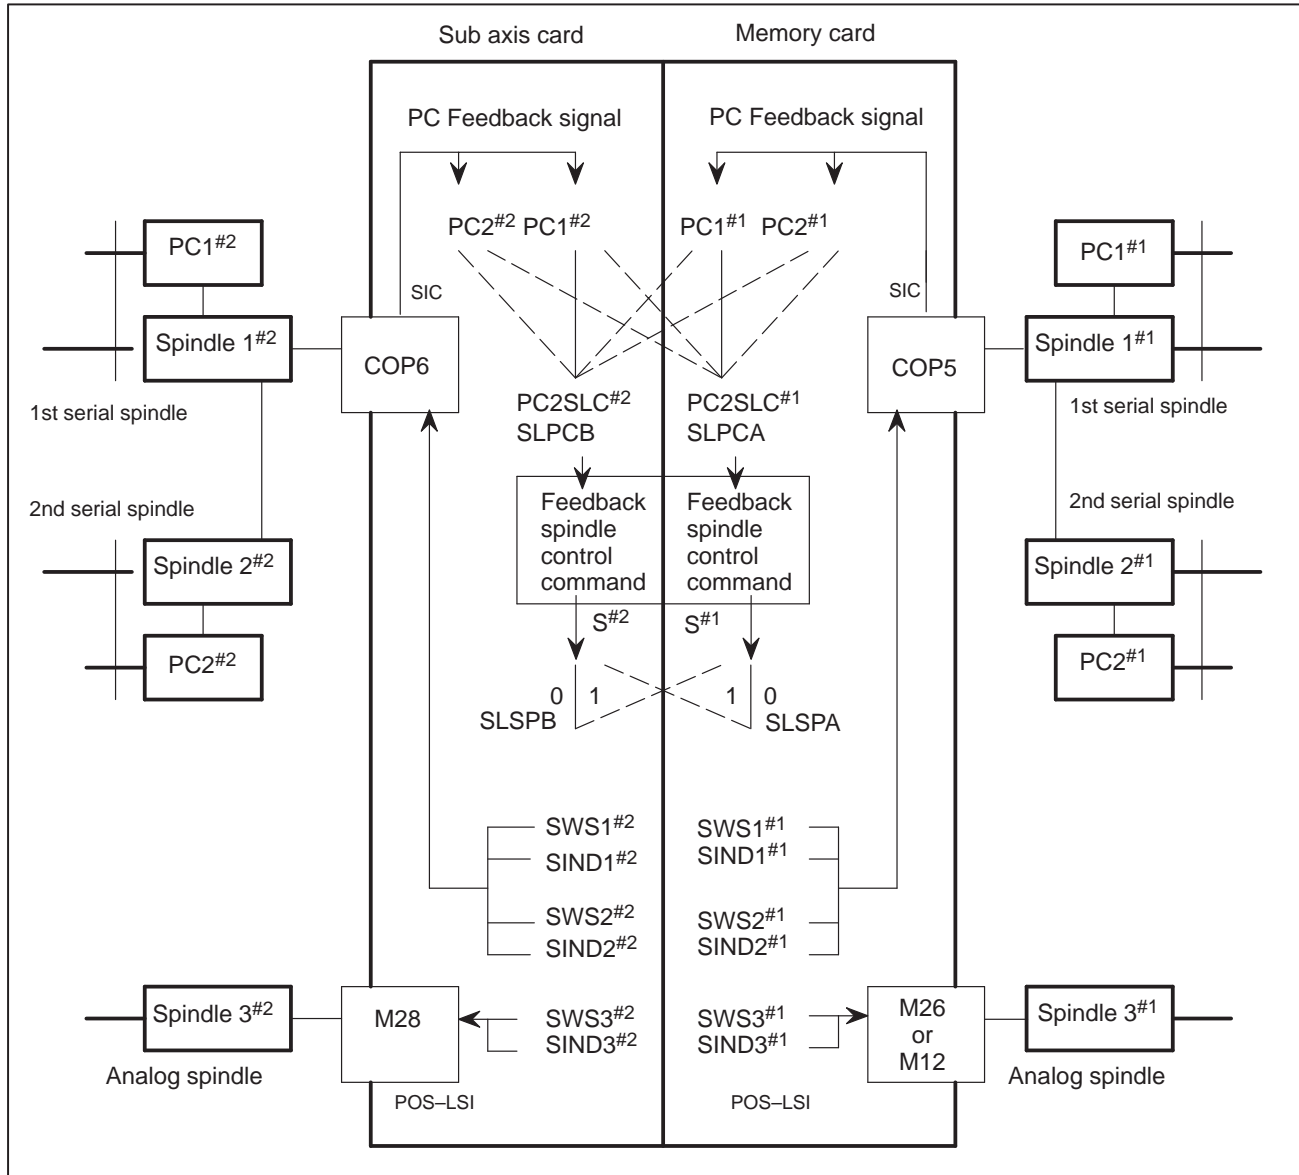 Sub axis card
Memory card
PC Feedback signal
PC Feedback signal
PC2#2
PC1#2
PC1#1
PC2#1
PC1#2
PC1#1
SIC
SIC
Spindle 1#2
COP6
COP5
Spindle 1#1
1st serial spindle
1st serial spindle
PC2SLC#2
SLPCB
PC2SLC#1
SLPCA
2nd serial spindle
2nd serial spindle
Feedback
spindle
control
command
Feedback
spindle
control
command
Spindle 2#2
Spindle 2#1
S#2
S#1
PC2#2
PC2#1
0
1
1
0
SLSPB
SLSPA
SWS1#2
SIND1#2
SWS2#2
SIND2#2
SWS1#1
SIND1#1
SWS2#1
SIND2#1
Spindle 3#2
M28
SWS3#2
SIND3#2
SWS3#1
SIND3#1
M26
or
M12
Spindle 3#1
Analog spindle
Analog spindle
POS–LSI
POS–LSI